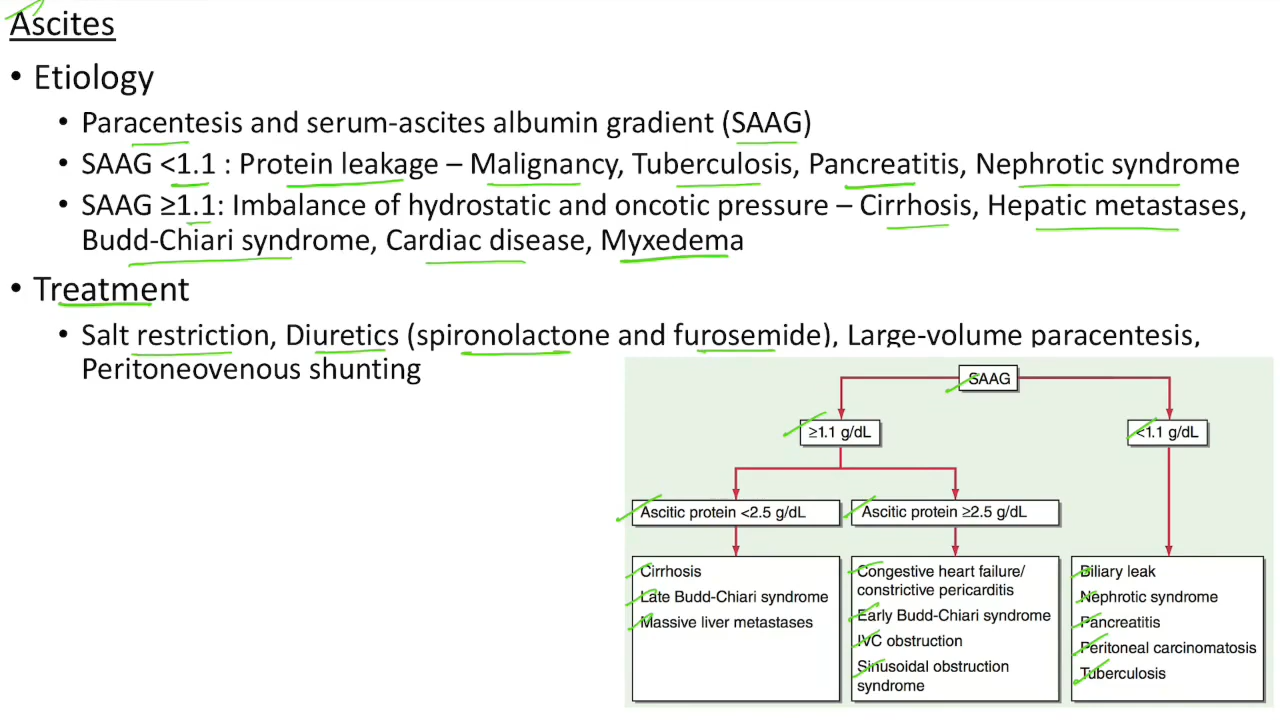 Ascites
• Etiology
• Paracentesis and serum-ascites albumin gradient (SAAG)
• SAAG <1.1 : Protein leakage – Malignancy, Tuberculosis, Pancreatitis, Nephrotic syndrome
• SAAG ≥1.1: Imbalance of hydrostatic and oncotic pressure – Cirrhosis, Hepatic metastases,
Budd-Chiari syndrome, Cardiac disease, Myxedema
• Treatment
• Salt restriction, Diuretics (spironolactone and furosemide), Large-volume paracentesis,
Peritoneovenous shunting
SAAG
≥1.1 g/dL
<1.1 g/dL
Ascitic protein <2.5 g/dL
Ascitic protein ≥2.5 g/dL
Cirrhosis
Late Budd-Chiari syndrome
Massive liver metastases
Congestive heart failure/
constrictive pericarditis
Early Budd-Chiari syndrome
IVC obstruction
Sinusoidal obstruction
syndrome
Biliary leak
Nephrotic syndrome
Pancreatitis
Peritoneal carcinomatosis
Tuberculosis